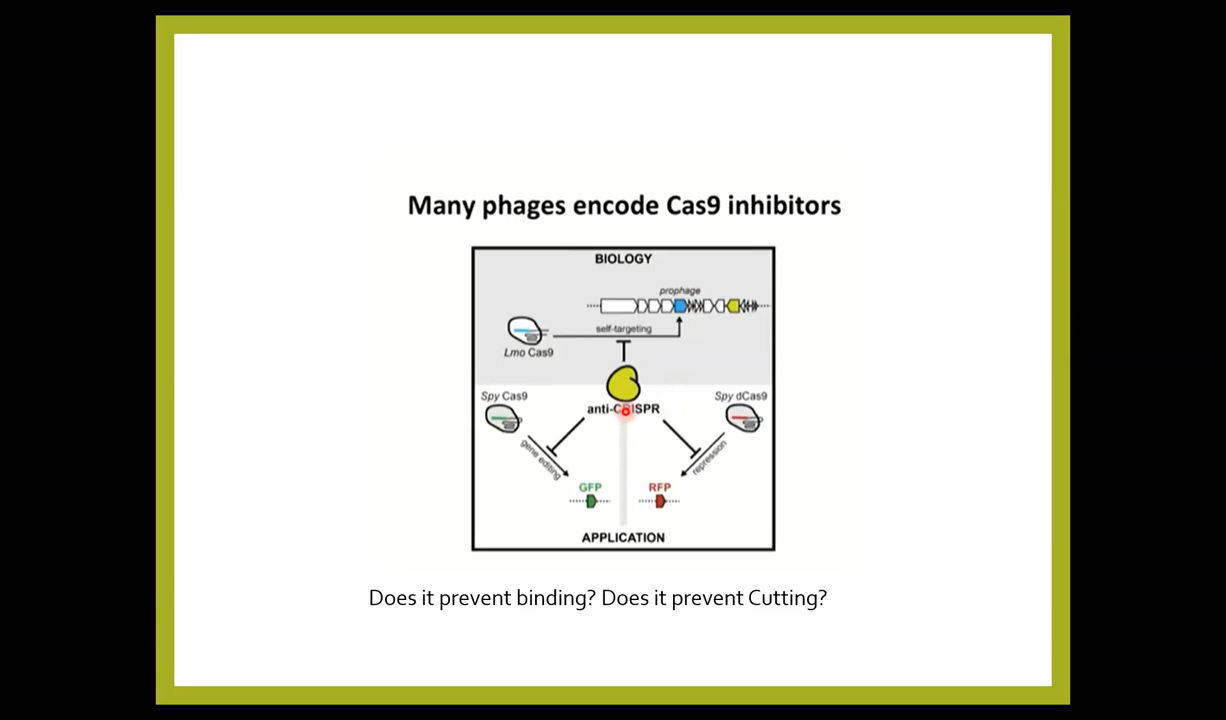 Many phages encode Cas9 inhibitors
BIOLOGY
prophage
self-targeting
Lmo Cas9
Spy Cas9
anti-CRISPR
Spy dCas9
gene editing
repression
GFP
RFP
APPLICATION
Does it prevent binding? Does it prevent Cutting?